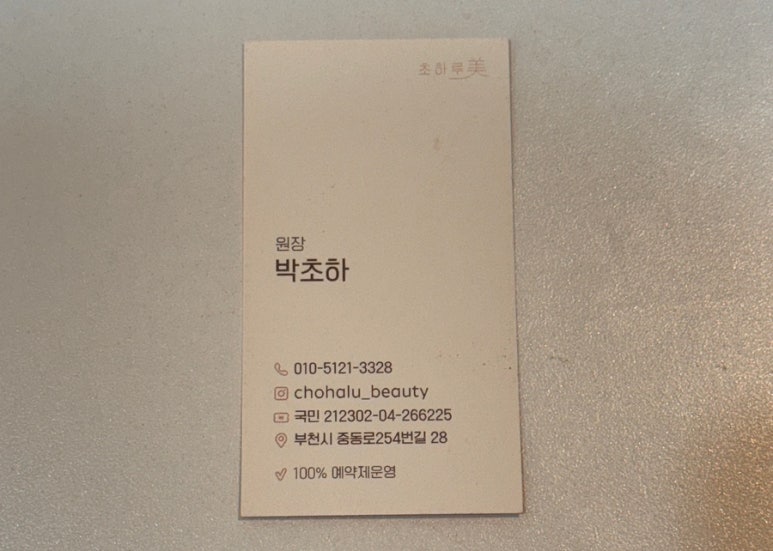 초하루美
원장
박초하
010-5121-3328
chohalu_beauty
국민 212302-04-266225
부천시 중동로254번길 28
100% 예약제운영